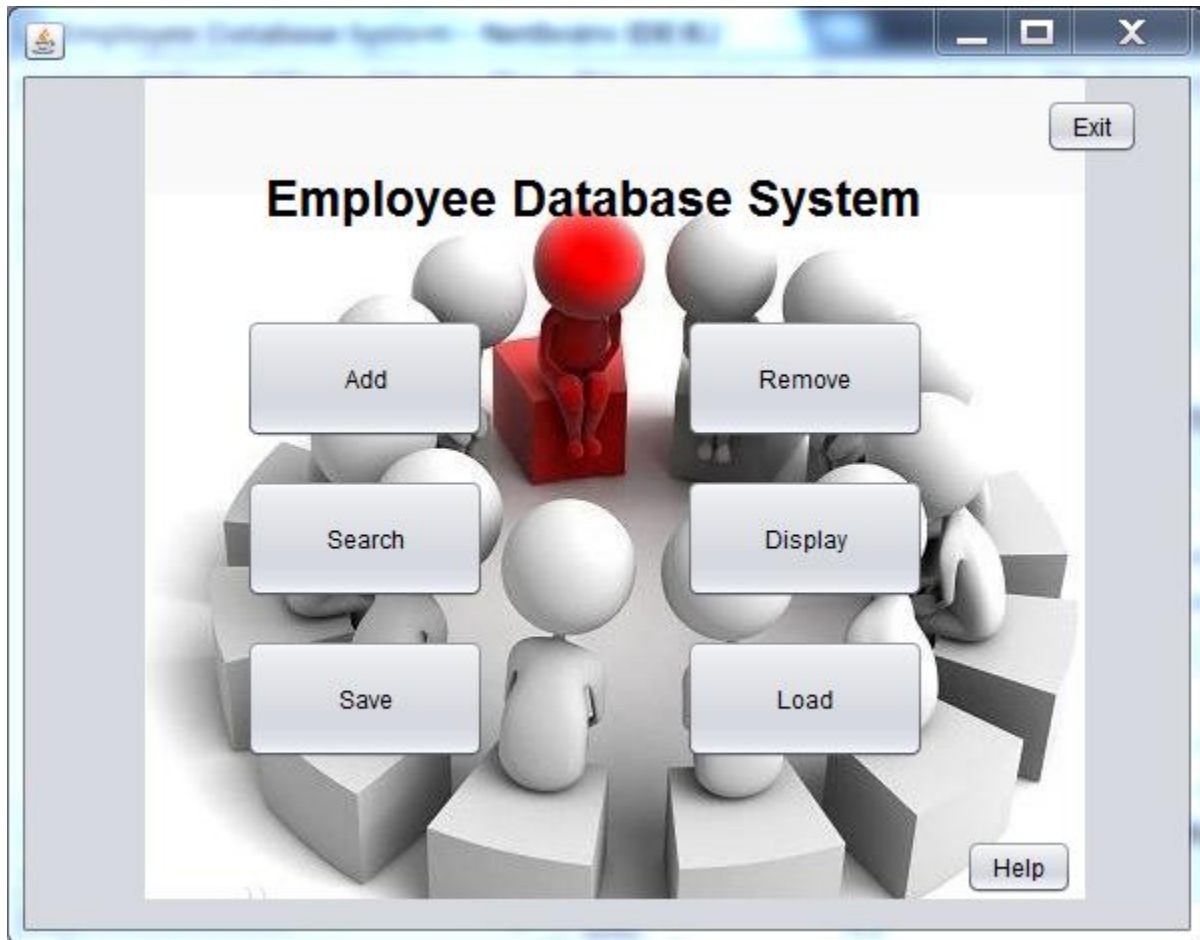 Exit
Employee Database System
Add
Remove
Search
Display
Save
Load
Help